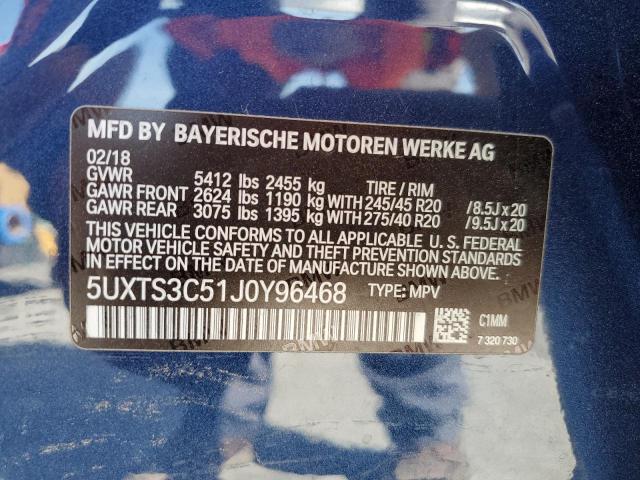 MFD BY BAYERISCHE MOTOREN WERKE AG
02/18
GVWR 5412 lbs 2455 kg TIRE / RIM
GAWR FRONT 2624 lbs 1190 kg WITH 245/45 R20 /8.5J x 20
GAWR REAR 3075 lbs 1395 kg WITH 275/40 R20 /9.5J x 20
THIS VEHICLE CONFORMS TO ALL APPLICABLE U. S. FEDERAL
MOTOR VEHICLE SAFETY AND THEFT PREVENTION STANDARDS
IN EFFECT ON THE DATE OF MANUFACTURE SHOWN ABOVE.
5UXTS3C51J0Y96468 TYPE: MPV
C1MM
7 320 730